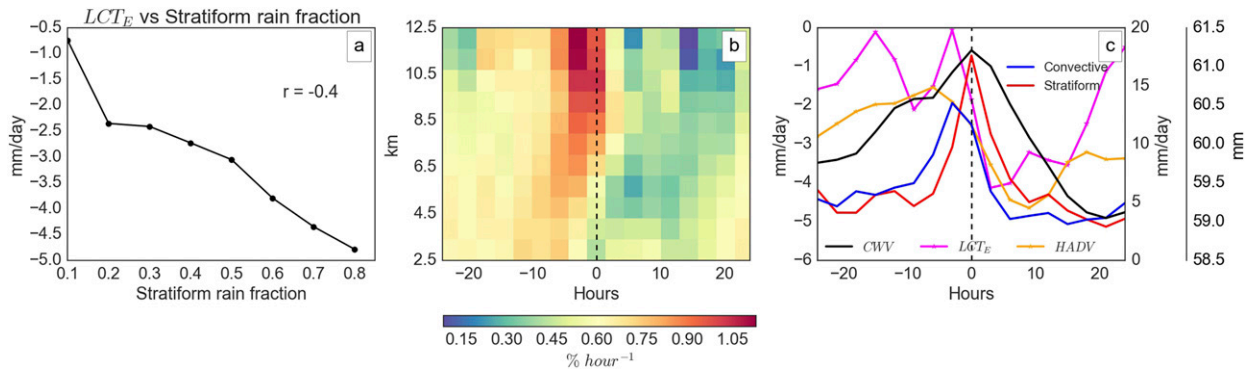 LCT_E vs Stratiform rain fraction
a
r = -0.4
mm/day
−0.5
−1.0
−1.5
−2.0
−2.5
−3.0
−3.5
−4.0
−4.5
−5.0
0.1 0.2 0.3 0.4 0.5 0.6 0.7 0.8
Stratiform rain fraction
b
km
12.5
10.5
8.5
6.5
4.5
2.5
−20 −10 0 10 20
Hours
0.15 0.30 0.45 0.60 0.75 0.90 1.05
% hour⁻¹
c
Convective
Stratiform
mm/day
0
−1
−2
−3
−4
−5
−6
CWV LCT_E HADV
−20 −10 0 10 20
Hours
20
15
10
5
0
mm/day
61.5
61.0
60.5
60.0
59.5
59.0
58.5
mm